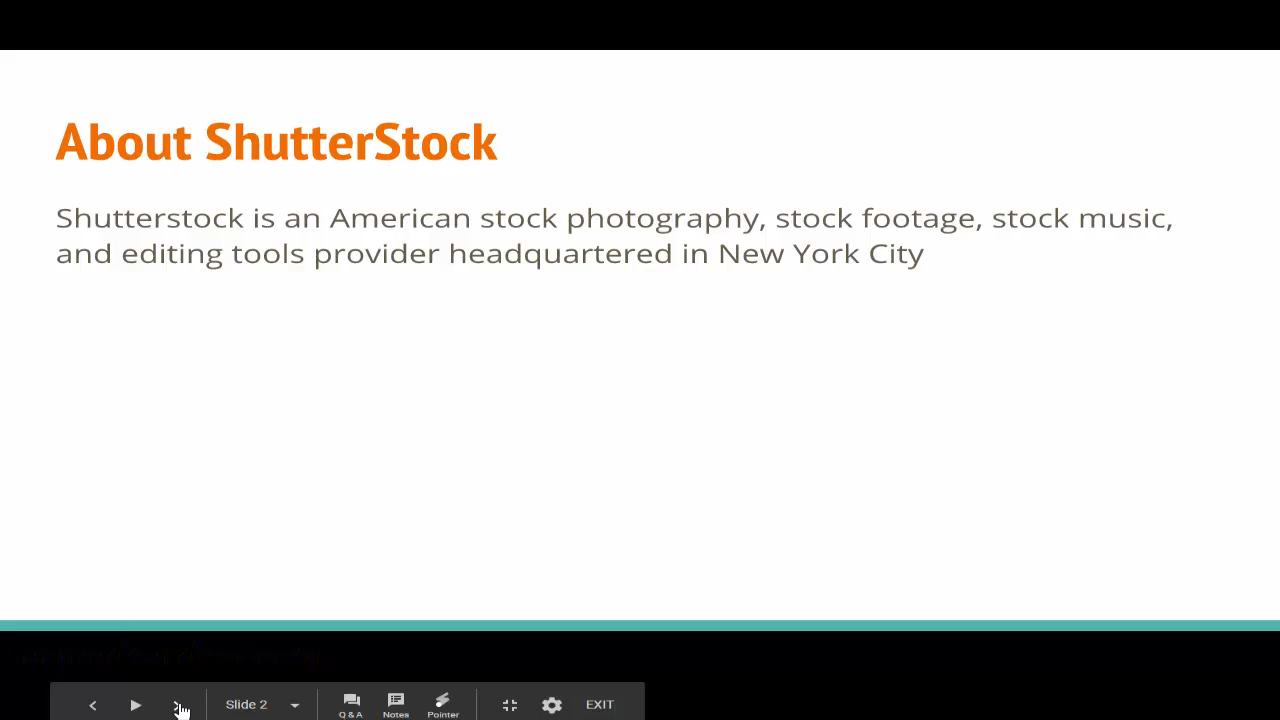 About ShutterStock
Shutterstock is an American stock photography, stock footage, stock music,
and editing tools provider headquartered in New York City
Slide 2
Q & A Notes Pointer
EXIT